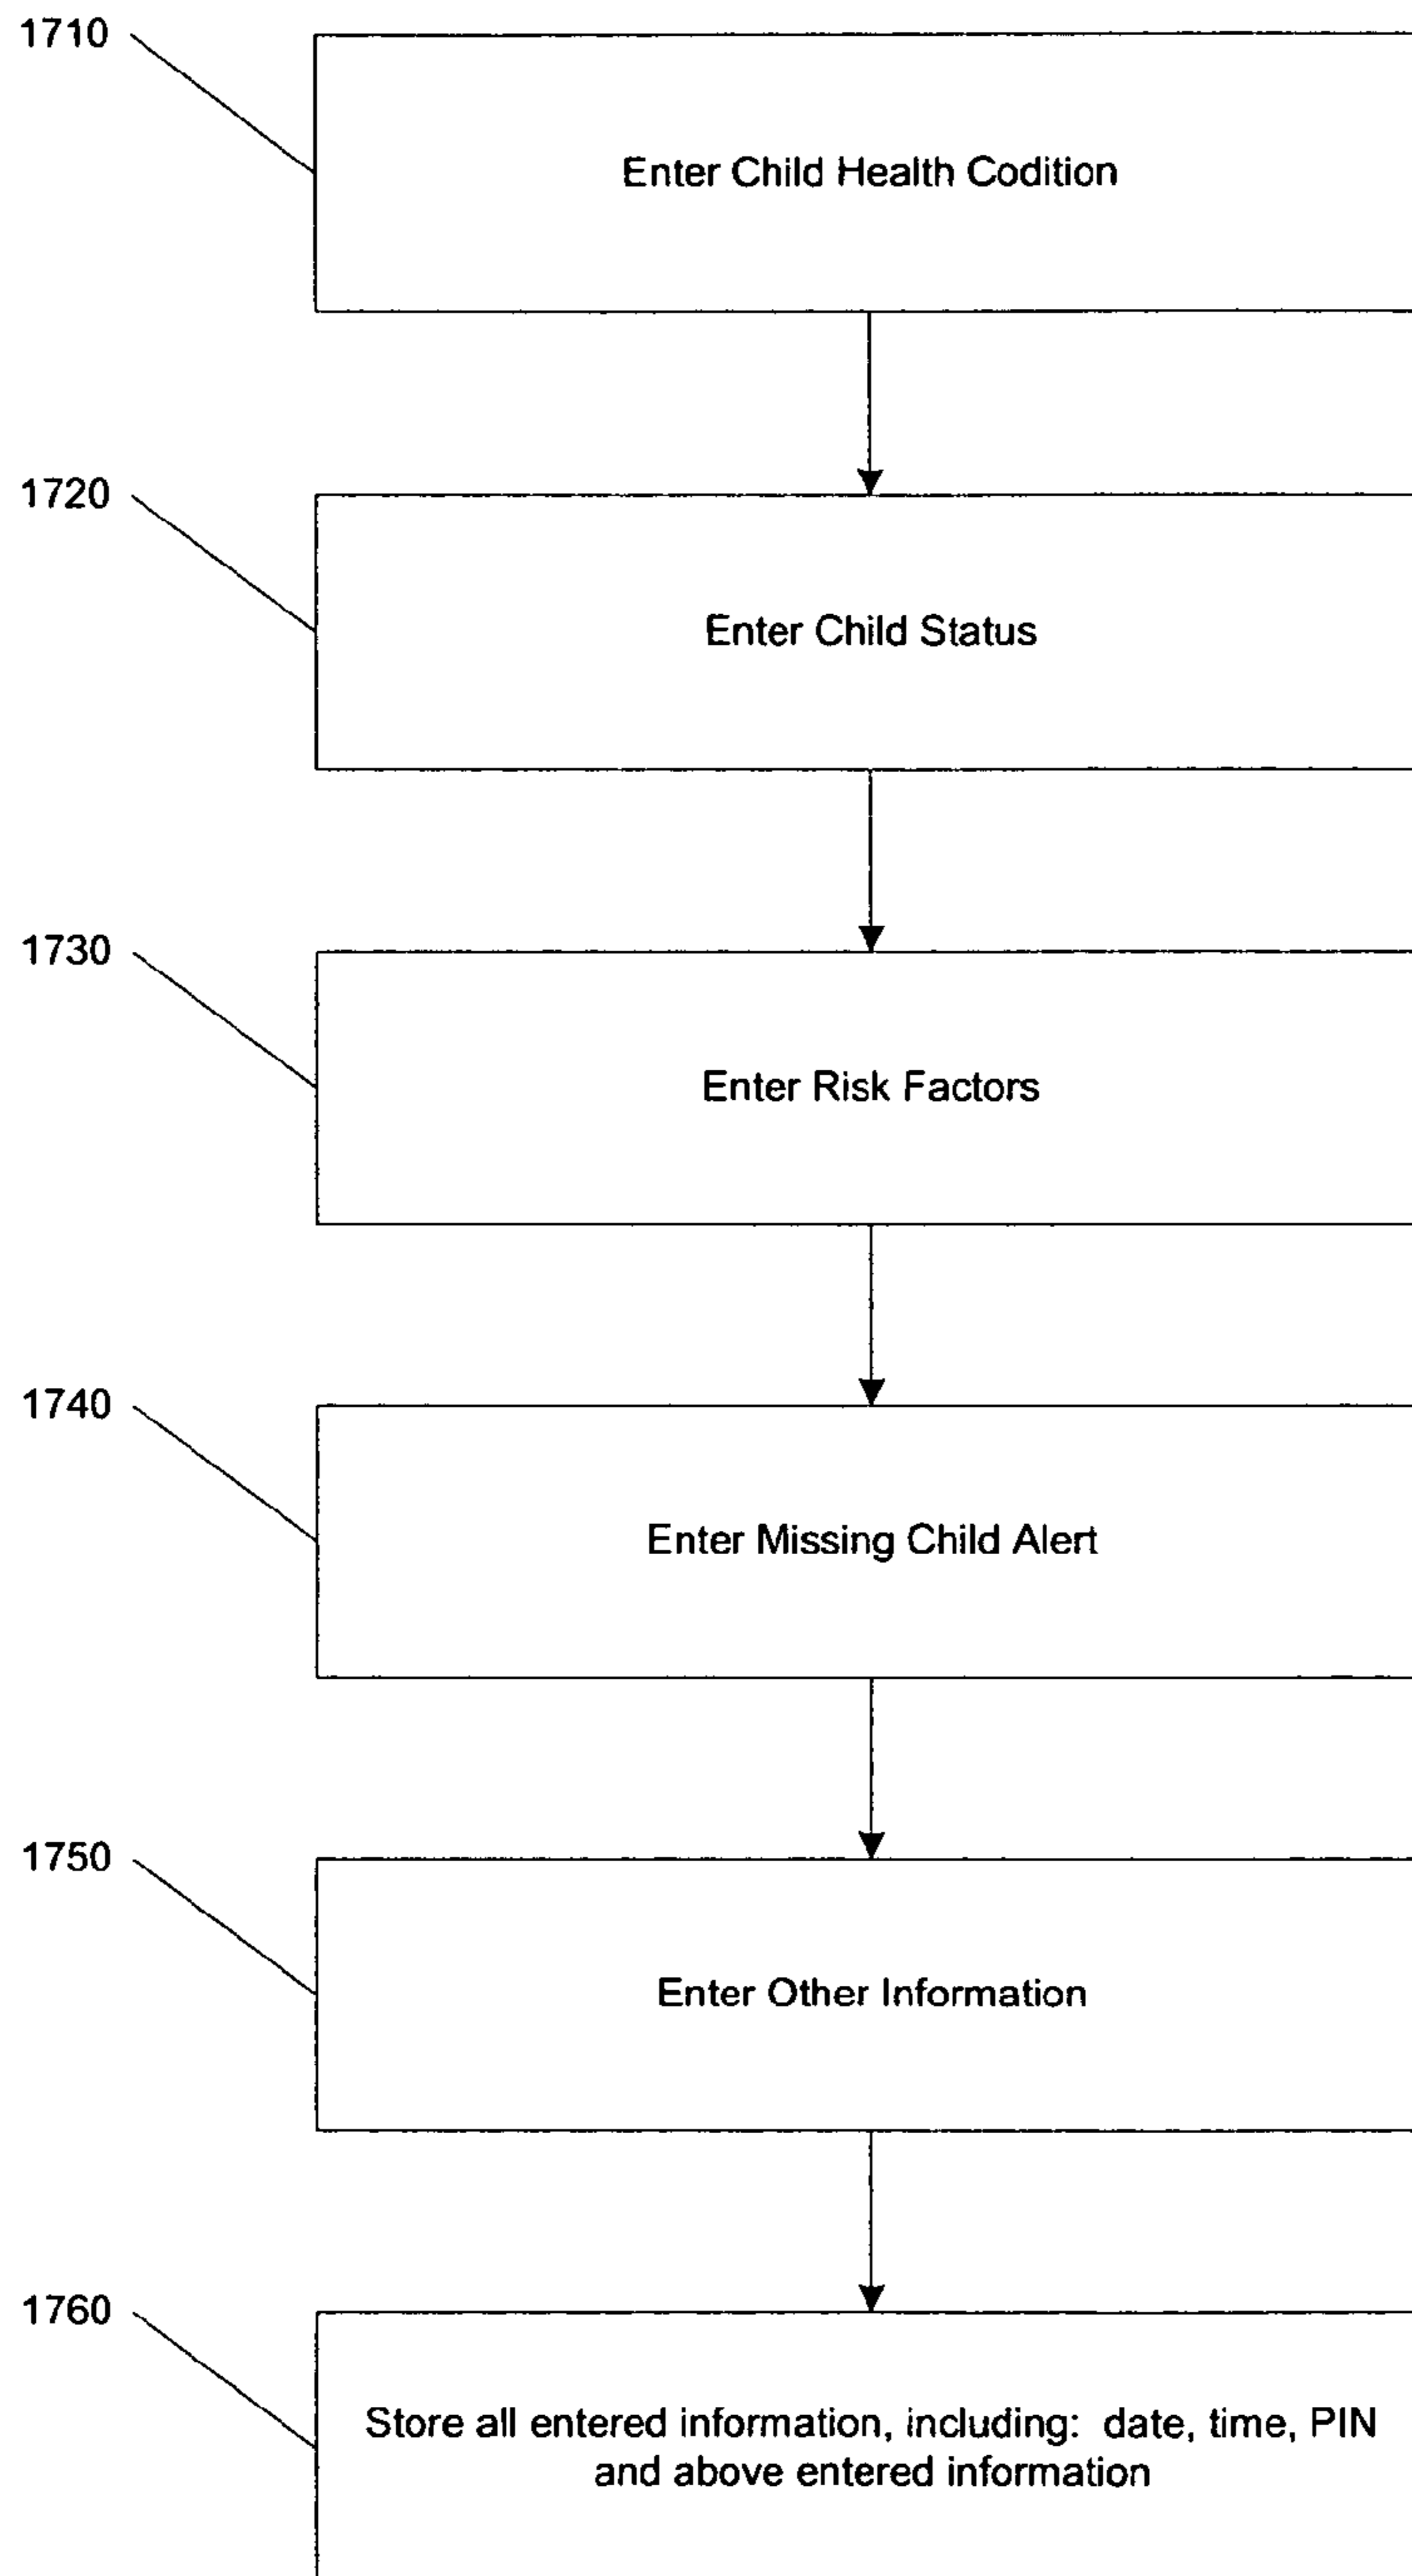 1710
Enter Child Health Codition
1720
Enter Child Status
1730
Enter Risk Factors
1740
Enter Missing Child Alert
1750
Enter Other Information
1760
Store all entered information, including: date, time, PIN
and above entered information